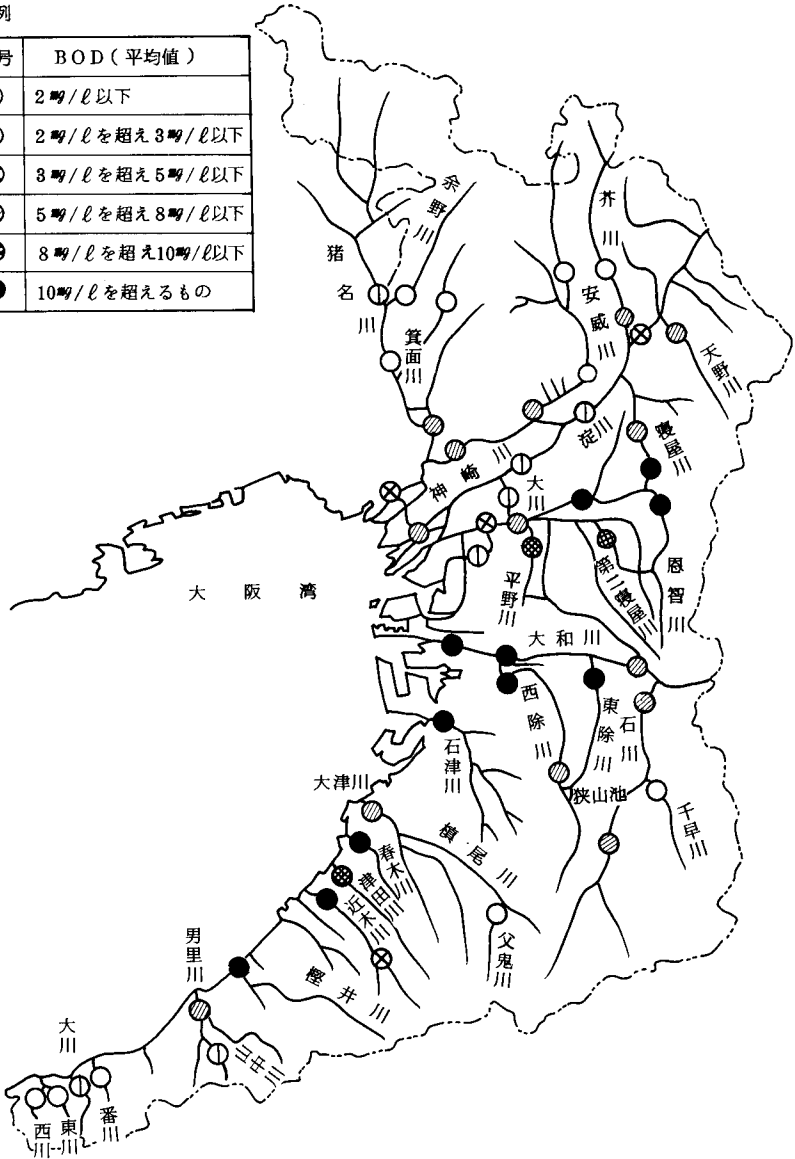 例
号 BOD(平均値)
2㎎/ℓ以下
2㎎/ℓを超え3㎎/ℓ以下
3㎎/ℓを超え5㎎/ℓ以下
5㎎/ℓを超え8㎎/ℓ以下
8㎎/ℓを超え10㎎/ℓ以下
10㎎/ℓを超えるもの
余野川
芥川
猪名川
箕面川
安威川
天野川
淀川
寝屋川
神崎川
大川
恩智川
第二寝屋川
平野川
大阪湾
大和川
西除川
東除川
石川
石津川
大津川
狭山池
千早川
槙尾川
春木川
津田川
近木川
父鬼川
男里川
樫井川
山中川
大川
番川
東川
西川